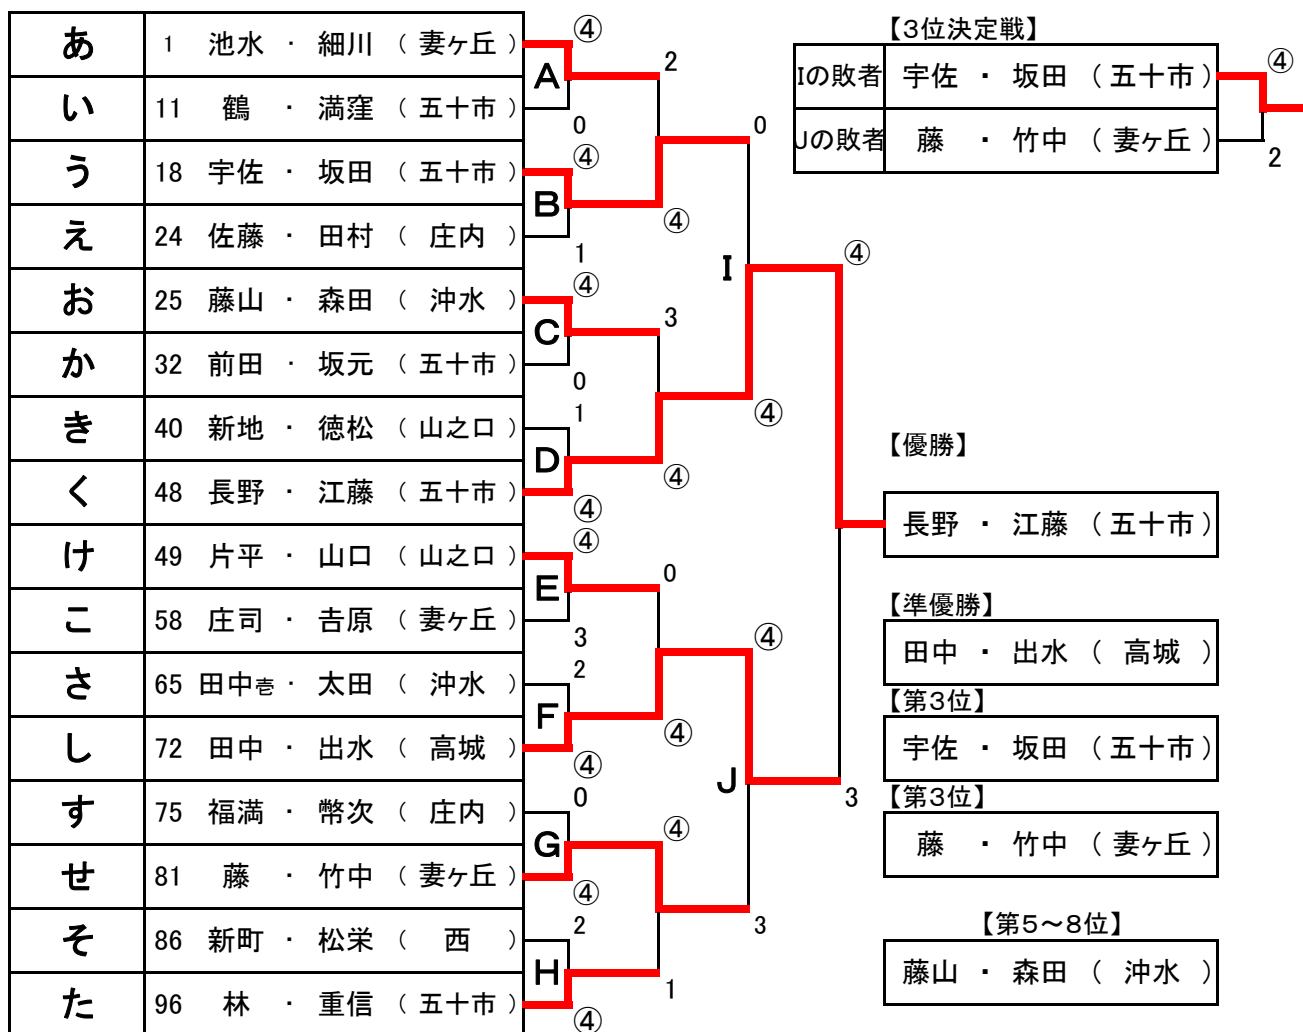 あ 1 池水 ・ 細川 ( 妻ヶ丘 )
い 11 鶴 ・ 満窪 ( 五十市 )
う 18 宇佐 ・ 坂田 ( 五十市 )
え 24 佐藤 ・ 田村 ( 庄内 )
お 25 藤山 ・ 森田 ( 沖水 )
か 32 前田 ・ 坂元 ( 五十市 )
き 40 新地 ・ 徳松 ( 山之口 )
く 48 長野 ・ 江藤 ( 五十市 )
け 49 片平 ・ 山口 ( 山之口 )
こ 58 庄司 ・ 𠮷原 ( 妻ヶ丘 )
さ 65 田中壱 ・ 太田 ( 沖水 )
し 72 田中 ・ 出水 ( 高城 )
す 75 福満 ・ 幣次 ( 庄内 )
せ 81 藤 ・ 竹中 ( 妻ヶ丘 )
そ 86 新町 ・ 松栄 ( 西 )
た 96 林 ・ 重信 ( 五十市 )
④
A
0
④
B
1
④
C
0
1
D
④
④
E
3
2
F
④
0
G
④
2
H
④
2
④
3
④
0
④
④
1
0
I
④
④
J
3
④
3
【3位決定戦】
Iの敗者 宇佐 ・ 坂田 ( 五十市 ) ④
Jの敗者 藤 ・ 竹中 ( 妻ヶ丘 ) 2
【優勝】
長野 ・ 江藤 ( 五十市 )
【準優勝】
田中 ・ 出水 ( 高城 )
【第3位】
宇佐 ・ 坂田 ( 五十市 )
【第3位】
藤 ・ 竹中 ( 妻ヶ丘 )
【第5～8位】
藤山 ・ 森田 ( 沖水 )